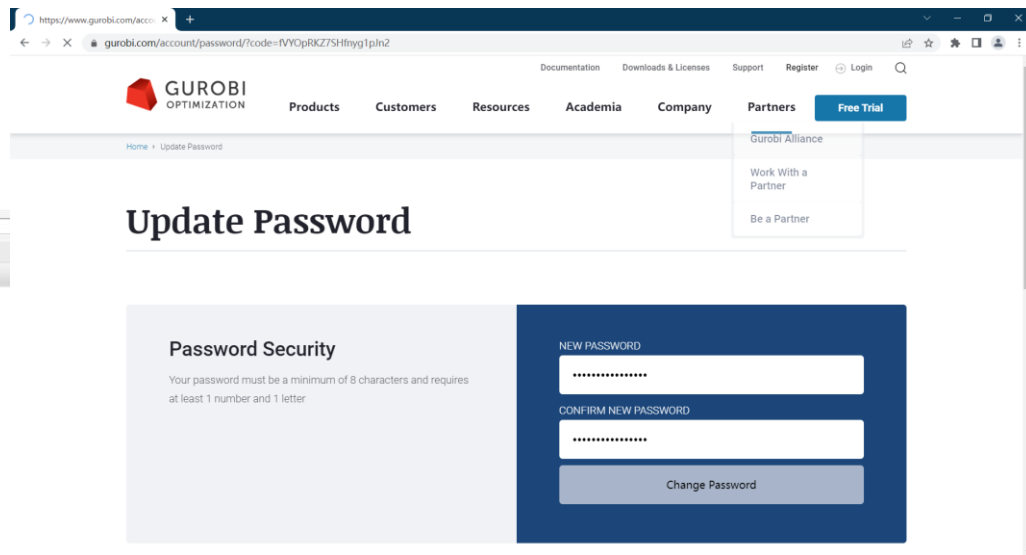 https://www.gurobi.com/acco
gurobi.com/account/password/?code=fVYOpRKZ7SHfnyg1pJn2
Documentation Downloads & Licenses Support Register Login
GUROBI
OPTIMIZATION
Products Customers Resources Academia Company Partners Free Trial
Home Update Password
Gurobi Alliance
Work With a
Partner
Be a Partner
Update Password
Password Security
Your password must be a minimum of 8 characters and requires
at least 1 number and 1 letter
NEW PASSWORD
••••••••••••••••
CONFIRM NEW PASSWORD
••••••••••••••••
Change Password